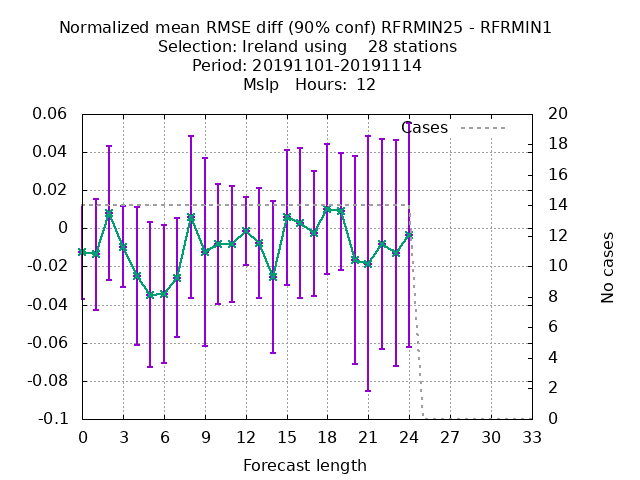 Normalized mean RMSE diff (90% conf) RFRMIN25 - RFRMIN1
Selection: Ireland using    28 stations
Period: 20191101-20191114
Mslp   Hours: 12
Cases
0.06
0.04
0.02
0
-0.02
-0.04
-0.06
-0.08
-0.1
20
18
16
14
12
10
8
6
4
2
0
No cases
0 3 6 9 12 15 18 21 24 27 30 33
Forecast length